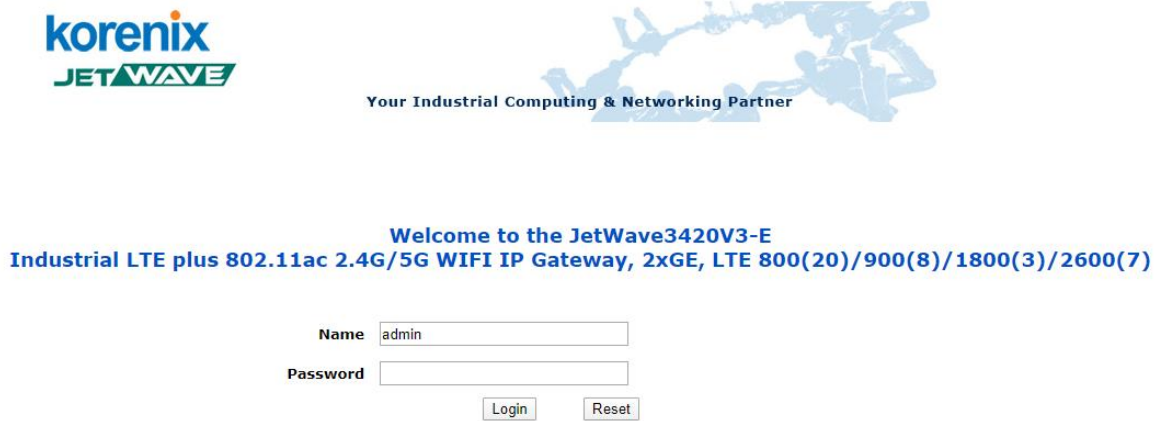 korenix
JETWAVE
Your Industrial Computing & Networking Partner
Welcome to the JetWave3420V3-E
Industrial LTE plus 802.11ac 2.4G/5G WIFI IP Gateway, 2xGE, LTE 800(20)/900(8)/1800(3)/2600(7)
Name admin
Password
Login Reset